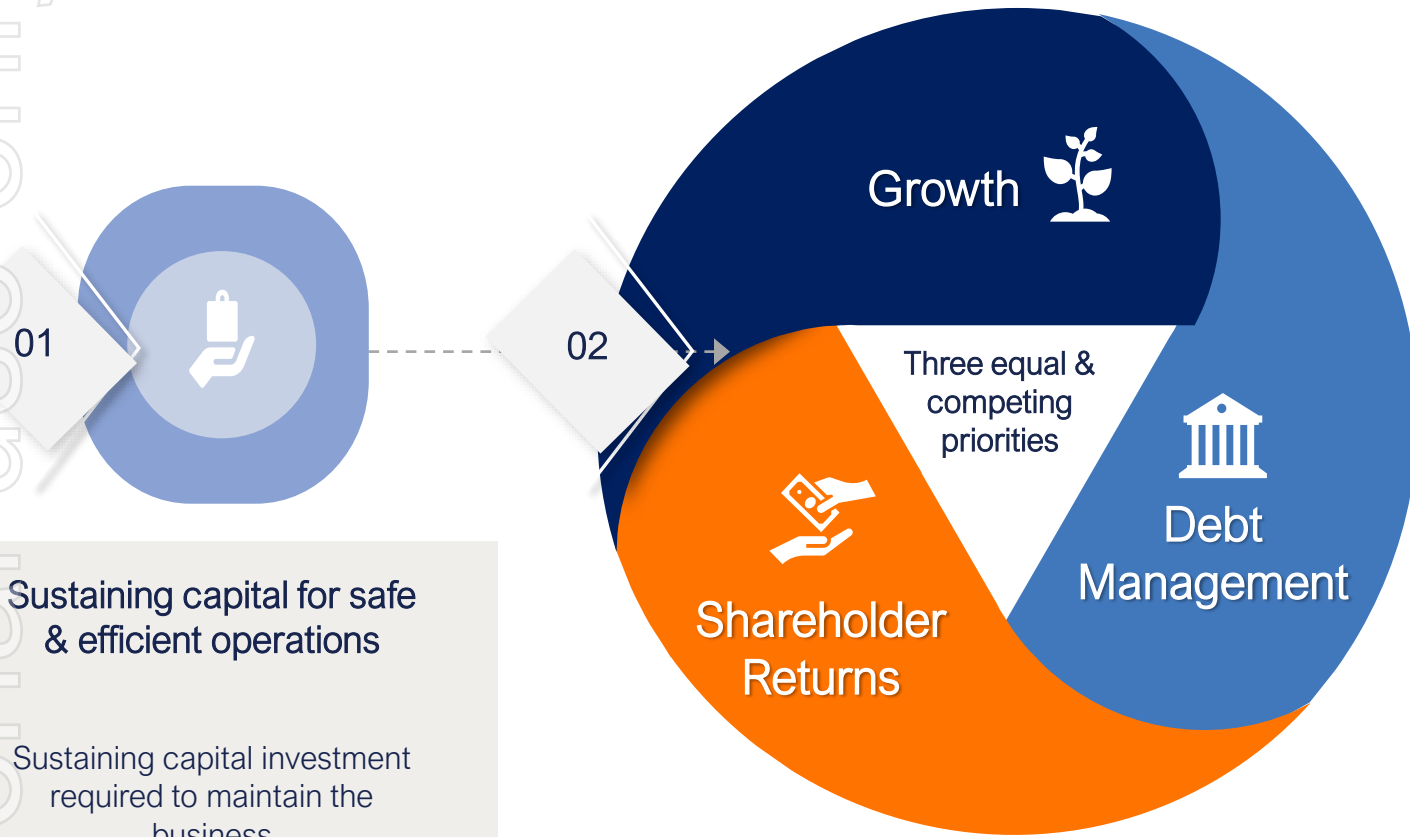 01
Sustaining capital for safe
& efficient operations
Sustaining capital investment
required to maintain the
business
02
Growth
Three equal &
competing
priorities
Debt
Management
Shareholder
Returns